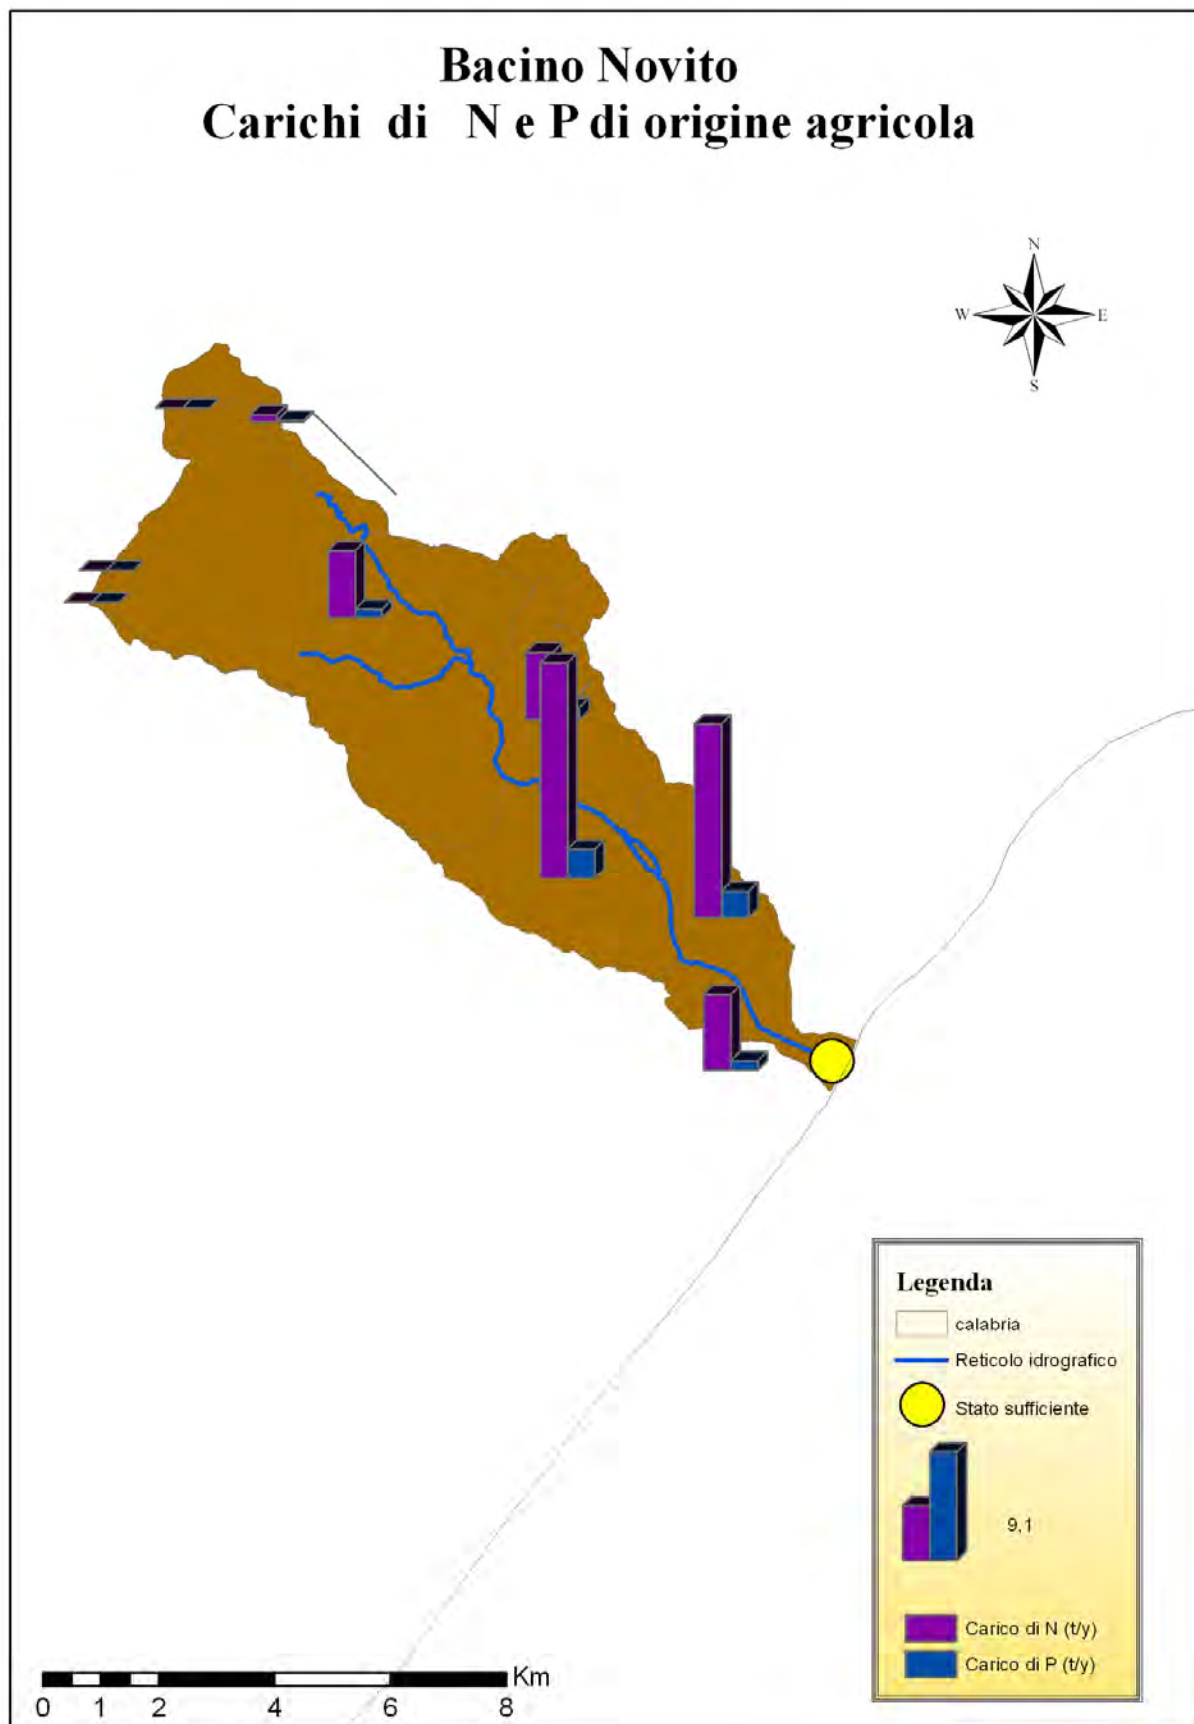 Bacino Novito
Carichi di N e P di origine agricola
N
W
E
S
Legenda
calabria
Reticolo idrografico
Stato sufficiente
9,1
Carico di N (t/y)
Carico di P (t/y)
Km
0 1 2 4 6 8